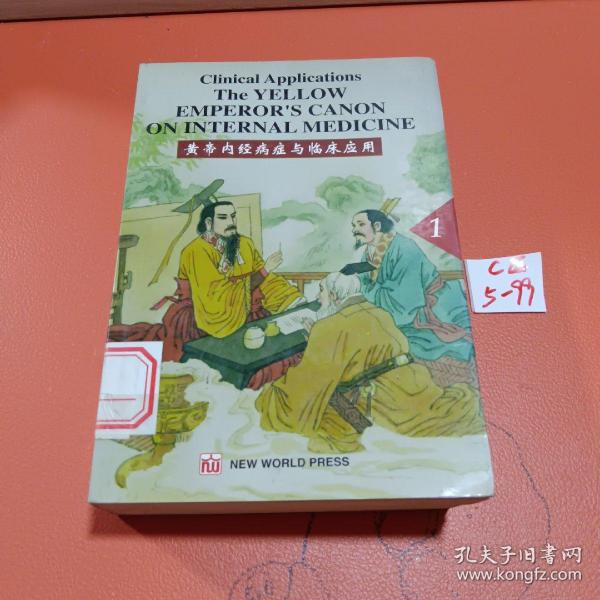 Clinical Applications
The YELLOW
EMPEROR'S CANON
ON INTERNAL MEDICINE
黄帝内经病症与临床应用
1
5-99
NEW WORLD PRESS
孔夫子旧书网
www.kongfz.com